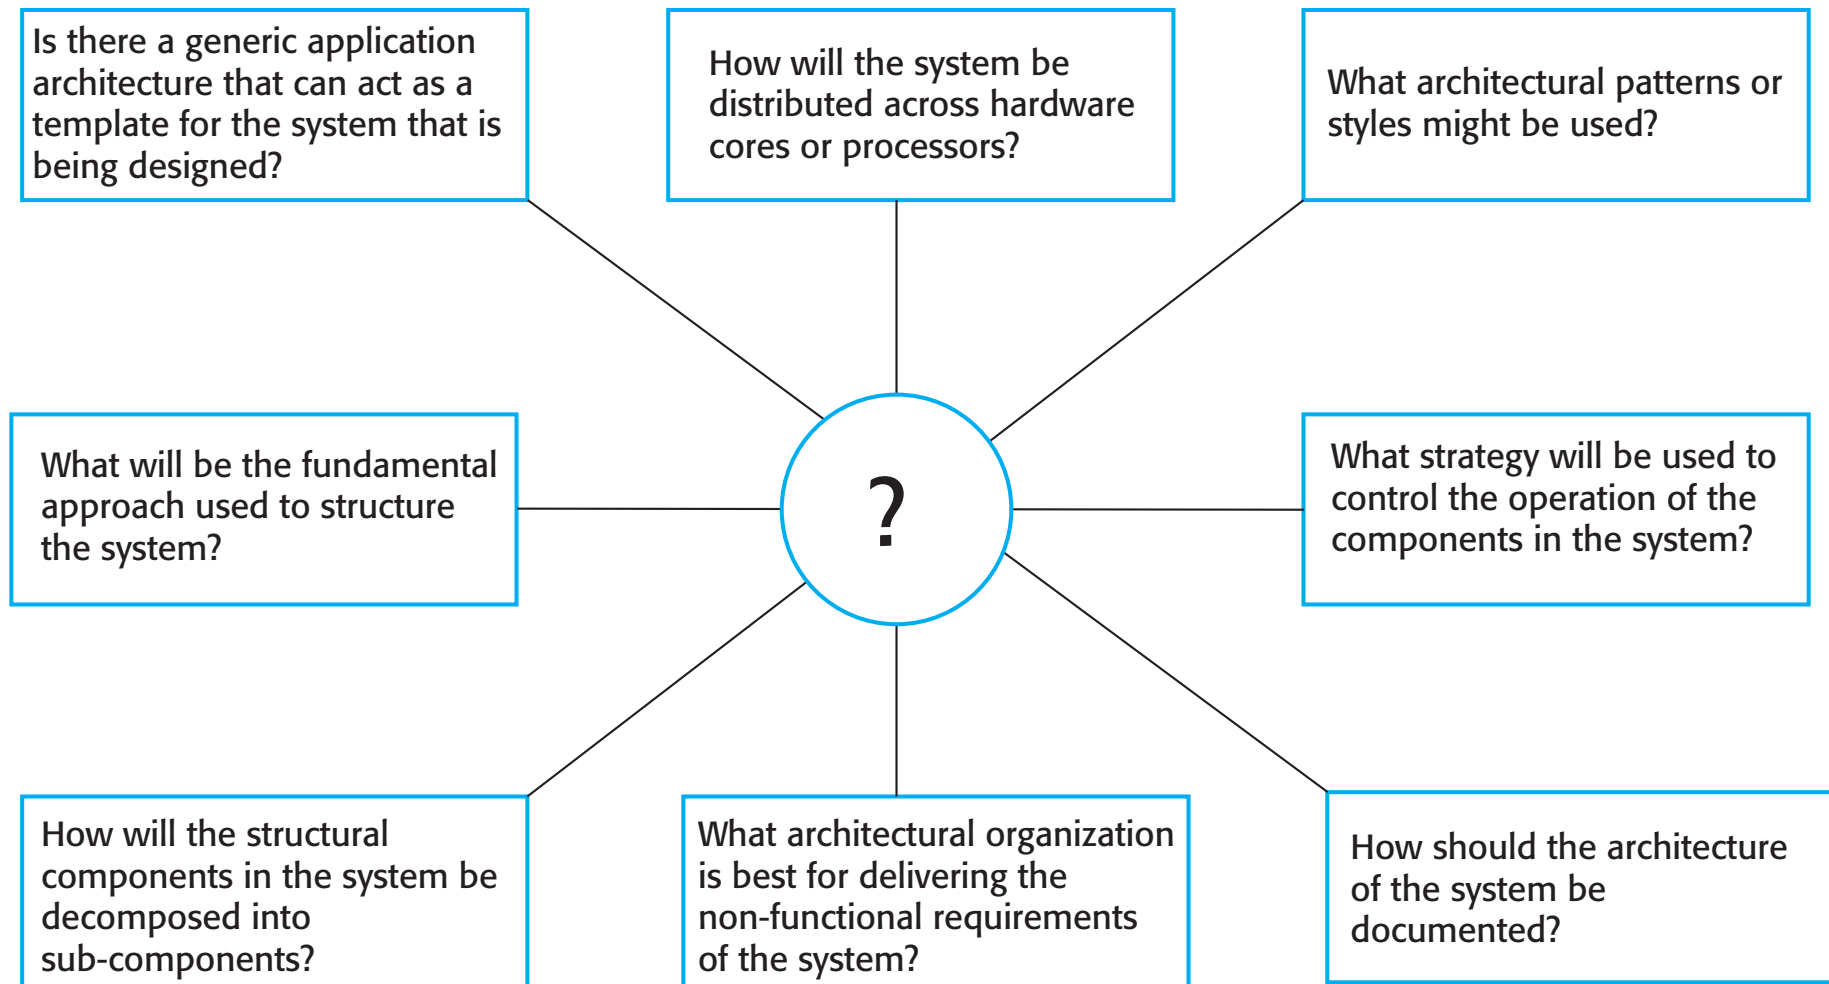 Is there a generic application
architecture that can act as a
template for the system that is
being designed?
How will the system be
distributed across hardware
cores or processors?
What architectural patterns or
styles might be used?
What will be the fundamental
approach used to structure
the system?
?
What strategy will be used to
control the operation of the
components in the system?
How will the structural
components in the system be
decomposed into
sub-components?
What architectural organization
is best for delivering the
non-functional requirements
of the system?
How should the architecture
of the system be
documented?